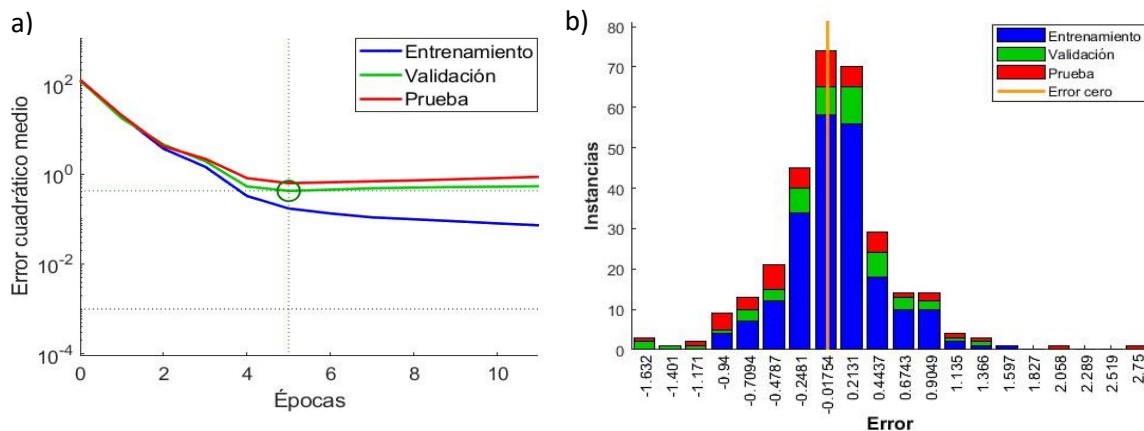 a)
Error cuadrático medio
10^2
10^0
10^-2
10^-4
0 2 4 6 8 10
Épocas
Entrenamiento
Validación
Prueba
b)
Instancias
80
70
60
50
40
30
20
10
0
-1.632
-1.401
-1.171
-0.94
-0.7094
-0.4787
-0.2481
-0.01754
0.2131
0.4437
0.6743
0.9049
1.135
1.366
1.597
1.827
2.058
2.289
2.519
2.75
Error
Entrenamiento
Validación
Prueba
Error cero